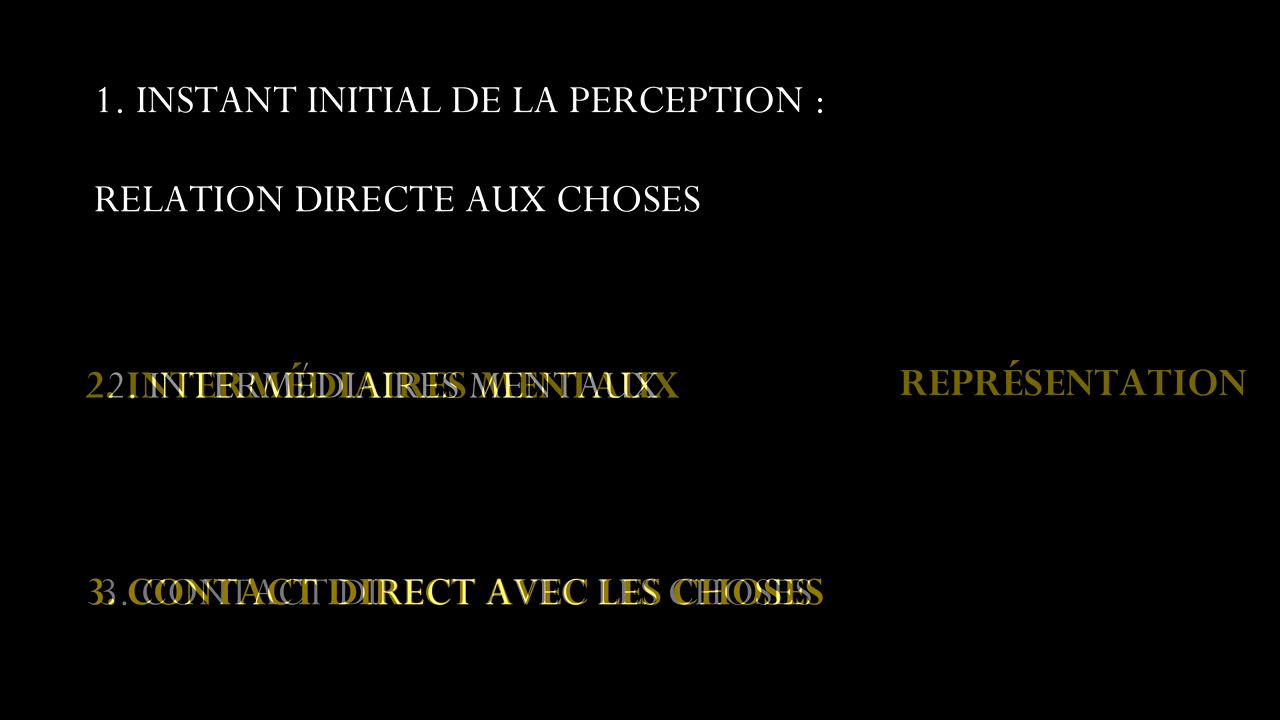 1. INSTANT INITIAL DE LA PERCEPTION :
RELATION DIRECTE AUX CHOSES
2. INTERMÉDIAIRES MENTAUX
REPRÉSENTATION
3. CONTACT DIRECT AVEC LES CHOSES